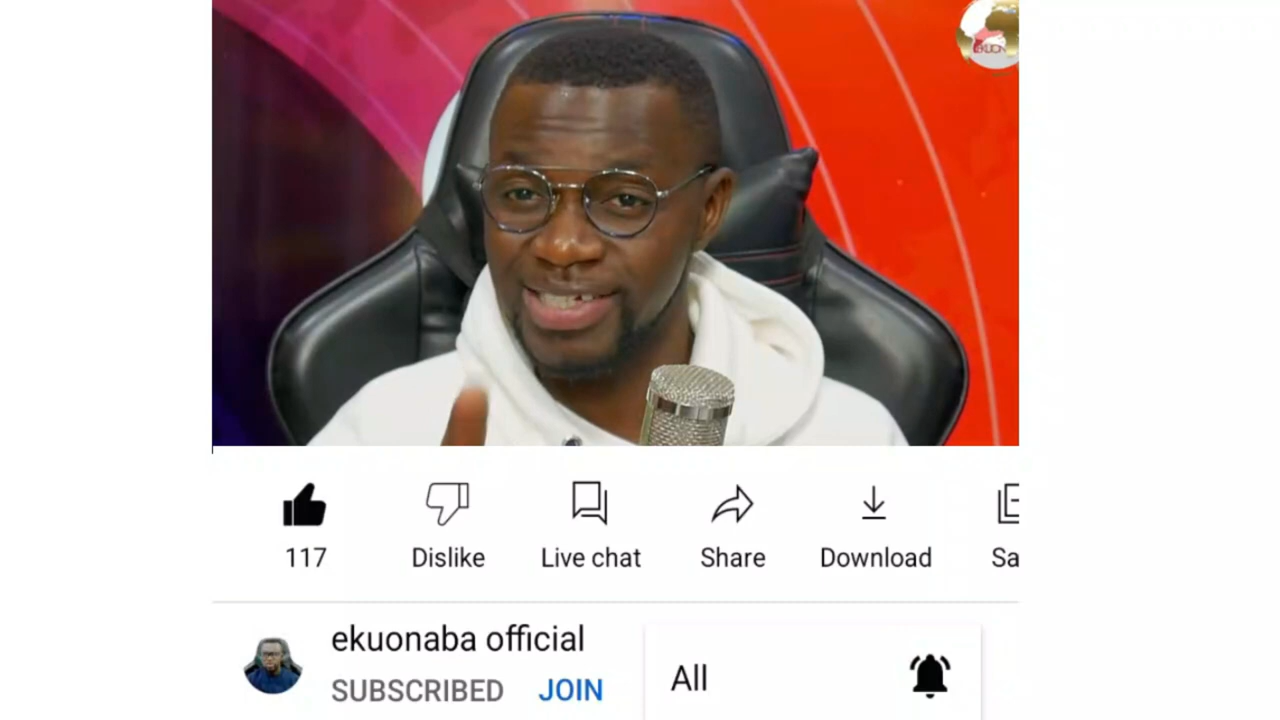 117
Dislike
Live chat
Share
Download
Sa
ekuonaba official
SUBSCRIBED
JOIN
All